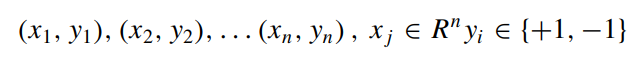 (x₁, y₁), (x₂, y₂), . . . (xₙ, yₙ) , xⱼ ∈ Rⁿ yᵢ ∈ {+1, −1}